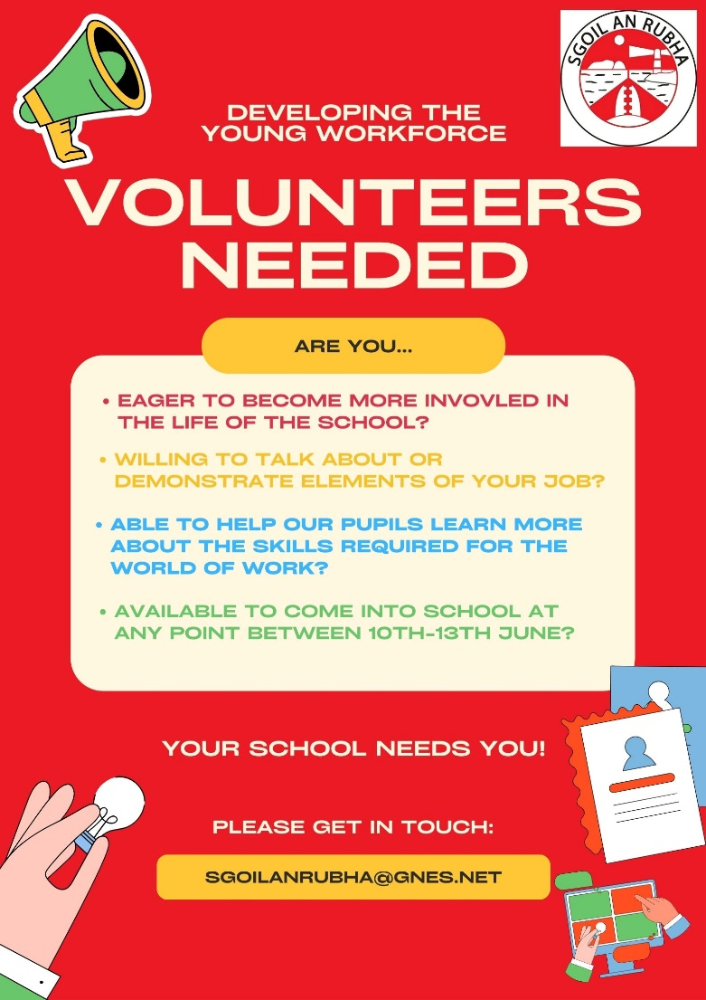 SGOIL AN RUBHA
DEVELOPING THE
YOUNG WORKFORCE
VOLUNTEERS
NEEDED
ARE YOU...
• EAGER TO BECOME MORE INVOVLED IN
THE LIFE OF THE SCHOOL?
• WILLING TO TALK ABOUT OR
DEMONSTRATE ELEMENTS OF YOUR JOB?
• ABLE TO HELP OUR PUPILS LEARN MORE
ABOUT THE SKILLS REQUIRED FOR THE
WORLD OF WORK?
• AVAILABLE TO COME INTO SCHOOL AT
ANY POINT BETWEEN 10TH-13TH JUNE?
YOUR SCHOOL NEEDS YOU!
PLEASE GET IN TOUCH:
SGOILANRUBHA@GNES.NET